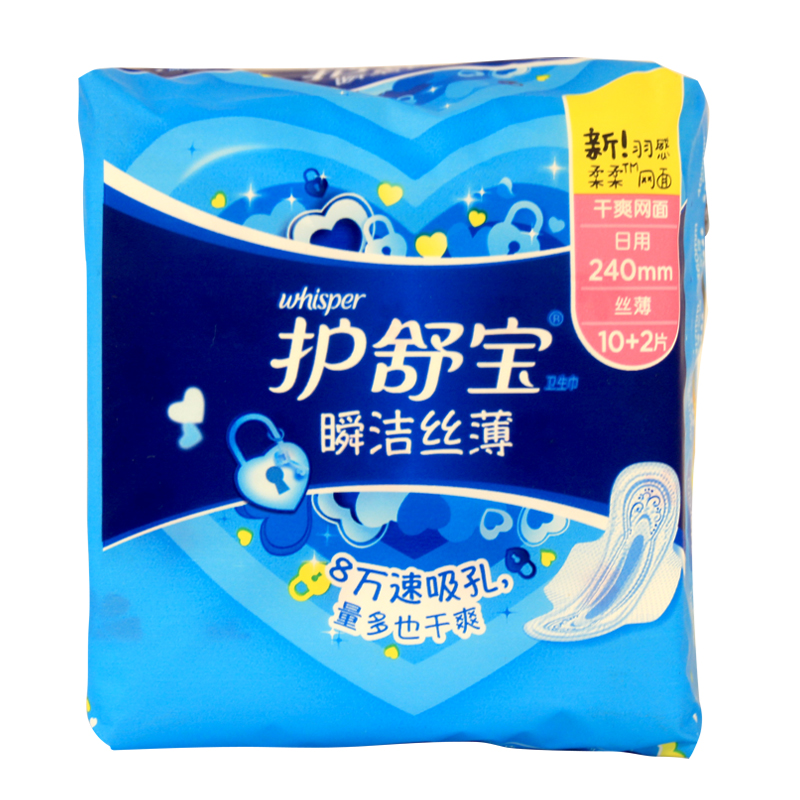 新!羽感
柔柔™网面
干爽网面
日用
240mm
丝薄
10+2片
whisper
护舒宝®
卫生巾
瞬洁丝薄
8万速吸孔,
量多也干爽